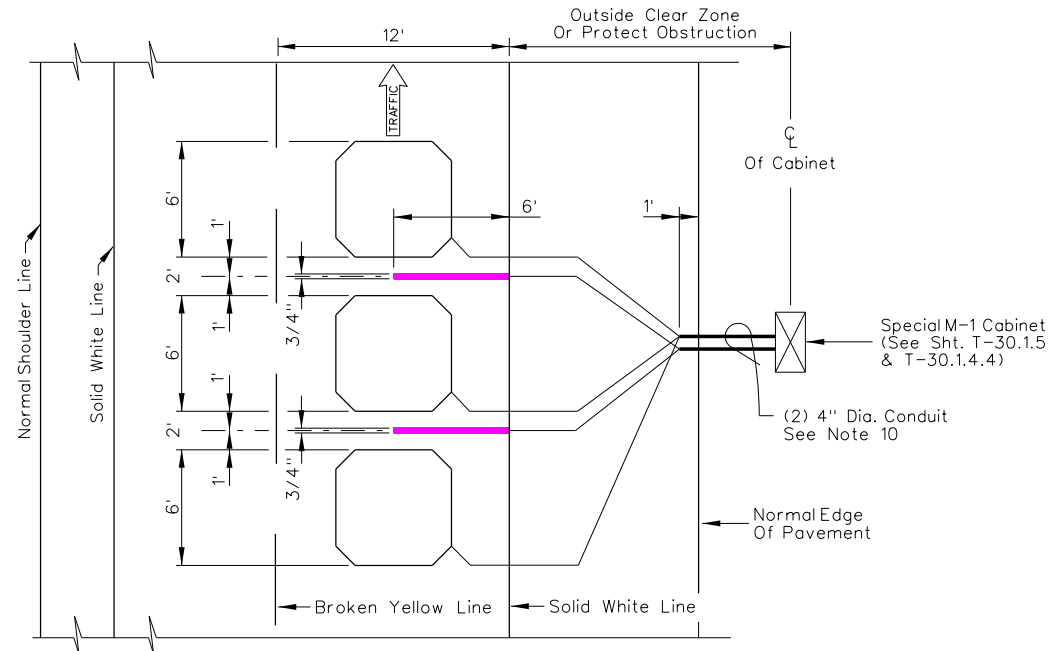 Outside Clear Zone
Or Protect Obstruction
12'
TRAFFIC
℄
Of Cabinet
6'
1'
6'
1'
2'
1'
3/4"
6'
1'
2'
1'
3/4"
6'
Normal Shoulder Line
Solid White Line
Special M-1 Cabinet
(See Sht. T-30.1.5
& T-30.1.4.4)
(2) 4" Dia. Conduit
See Note 10
Normal Edge
Of Pavement
Broken Yellow Line
Solid White Line